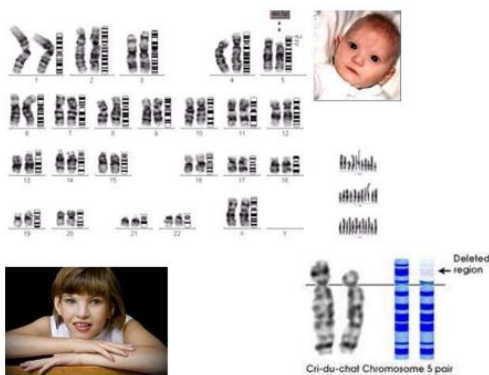 1 2 3 4 5
6 7 8 9 10 11 12
13 14 15 16 17 18
19 20 21 22 X Y
Deleted
region
Cri-du-chat Chromosome 5 pair